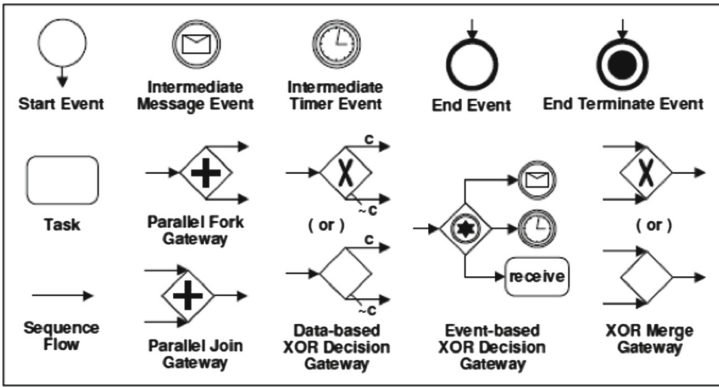 Start Event
Intermediate
Message Event
Intermediate
Timer Event
End Event
End Terminate Event
Task
Parallel Fork
Gateway
X
c
~c
( or )
c
~c
receive
X
( or )
Sequence
Flow
Parallel Join
Gateway
Data-based
XOR Decision
Gateway
Event-based
XOR Decision
Gateway
XOR Merge
Gateway